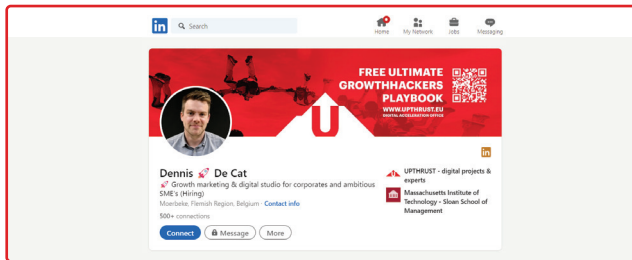 in
Search
Home
My Network
Jobs
Messaging
FREE ULTIMATE
GROWTHHACKERS
PLAYBOOK
WWW.UPTHRUST.EU
DIGITAL ACCELERATION OFFICE
U
in
Dennis 🚀 De Cat
🚀 Growth marketing & digital studio for corporates and ambitious
SME's (Hiring)
Moerbeke, Flemish Region, Belgium · Contact info
500+ connections
Connect
Message
More
UPTHRUST - digital projects &
experts
Massachusetts Institute of
Technology - Sloan School of
Management